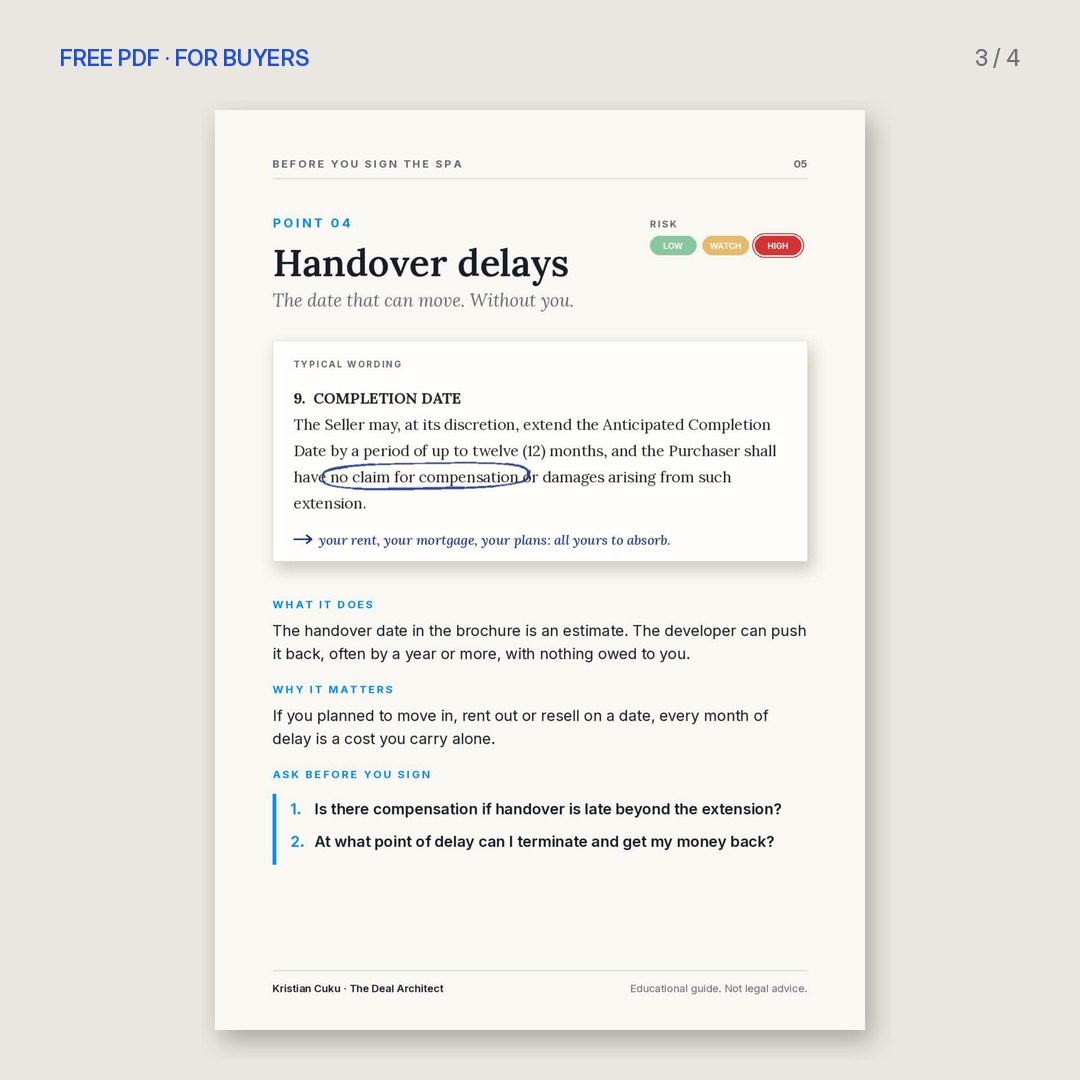 FREE PDF · FOR BUYERS
3 / 4
BEFORE YOU SIGN THE SPA
05
POINT 04
RISK
LOW
WATCH
HIGH
Handover delays
The date that can move. Without you.
TYPICAL WORDING
9. COMPLETION DATE
The Seller may, at its discretion, extend the Anticipated Completion
Date by a period of up to twelve (12) months, and the Purchaser shall
have no claim for compensation or damages arising from such
extension.
→ your rent, your mortgage, your plans: all yours to absorb.
WHAT IT DOES
The handover date in the brochure is an estimate. The developer can push
it back, often by a year or more, with nothing owed to you.
WHY IT MATTERS
If you planned to move in, rent out or resell on a date, every month of
delay is a cost you carry alone.
ASK BEFORE YOU SIGN
1. Is there compensation if handover is late beyond the extension?
2. At what point of delay can I terminate and get my money back?
Kristian Cuku · The Deal Architect
Educational guide. Not legal advice.